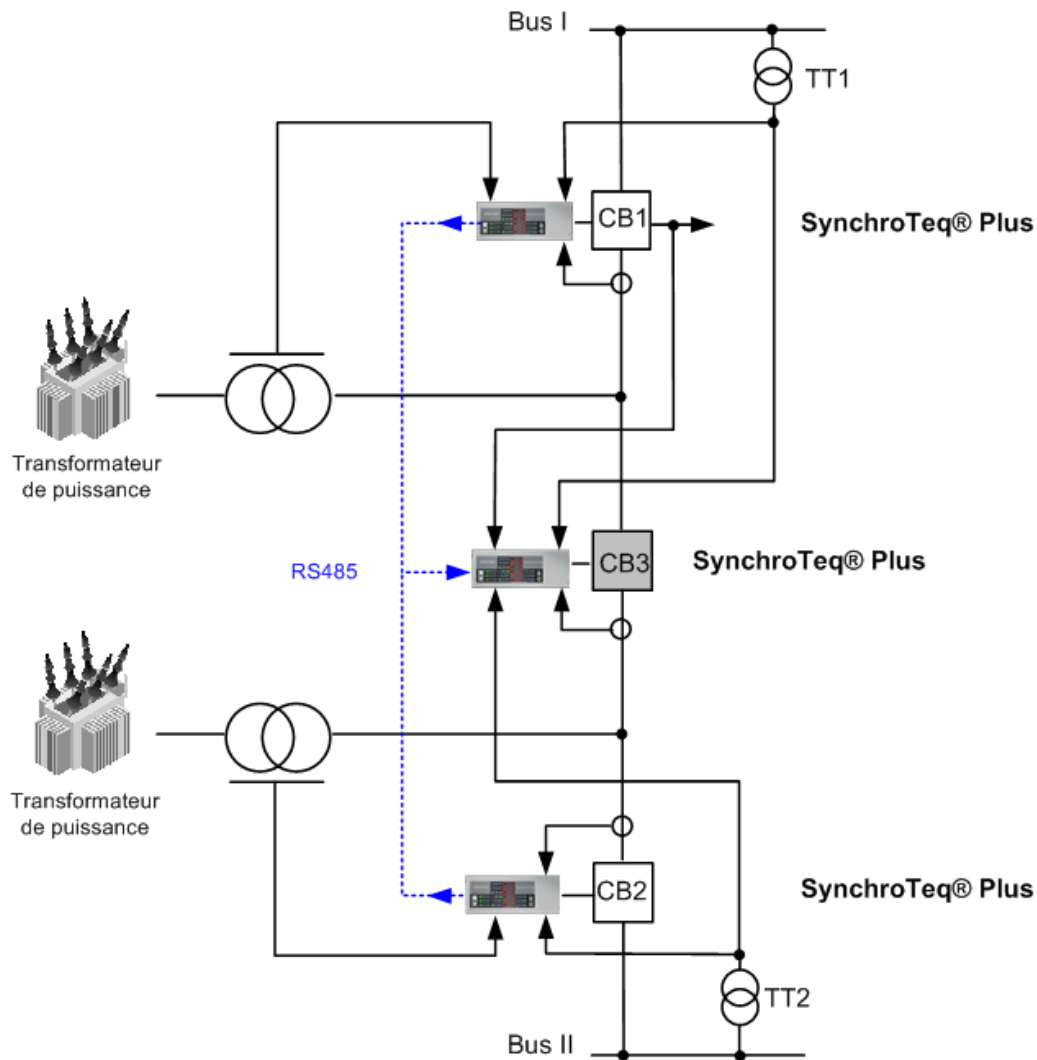 Bus I
TT1
CB1
SynchroTeq® Plus
Transformateur
de puissance
CB3
SynchroTeq® Plus
RS485
Transformateur
de puissance
CB2
SynchroTeq® Plus
TT2
Bus II